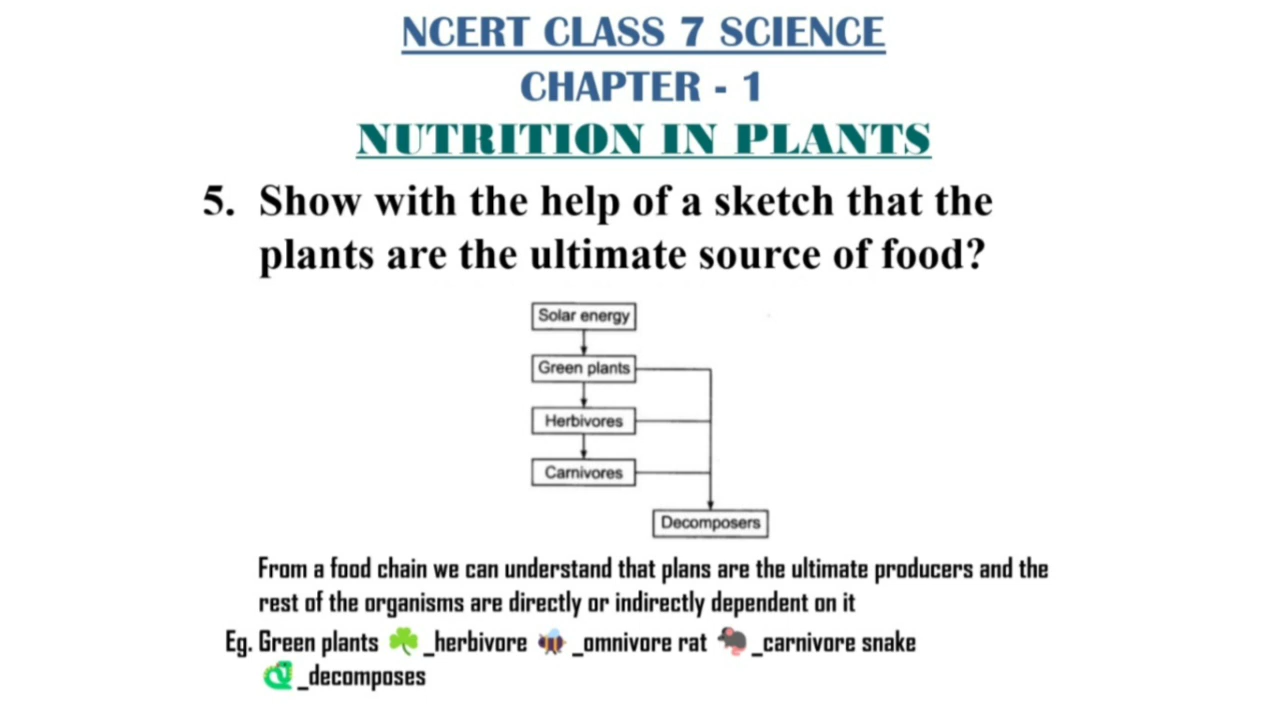 NCERT CLASS 7 SCIENCE
CHAPTER - 1
NUTRITION IN PLANTS
5. Show with the help of a sketch that the
plants are the ultimate source of food?
Solar energy
Green plants
Herbivores
Carnivores
Decomposers
From a food chain we can understand that plans are the ultimate producers and the
rest of the organisms are directly or indirectly dependent on it
Eg. Green plants ☘️_herbivore 🐝_omnivore rat 🐀_carnivore snake
🐍_decomposes